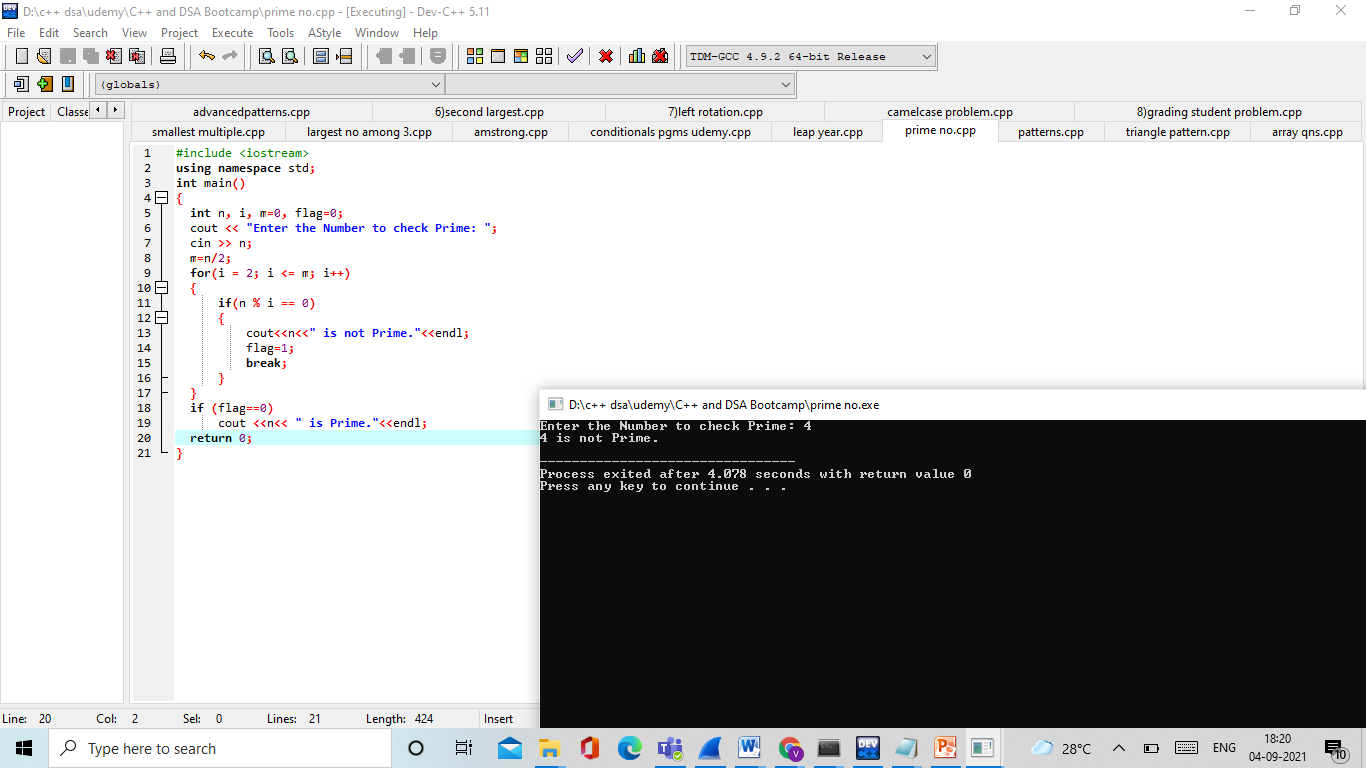 D:\c++ dsa\udemy\C++ and DSA Bootcamp\prime no.cpp - [Executing] - Dev-C++ 5.11
File Edit Search View Project Execute Tools AStyle Window Help
TDM-GCC 4.9.2 64-bit Release
(globals)
Project Classe
advancedpatterns.cpp 6)second largest.cpp 7)left rotation.cpp camelcase problem.cpp 8)grading student problem.cpp
smallest multiple.cpp largest no among 3.cpp amstrong.cpp conditionals pgms udemy.cpp leap year.cpp prime no.cpp patterns.cpp triangle pattern.cpp array qns.cpp
1 #include <iostream>
2 using namespace std;
3 int main()
4 {
5 int n, i, m=0, flag=0;
6 cout << "Enter the Number to check Prime: ";
7 cin >> n;
8 m=n/2;
9 for(i = 2; i <= m; i++)
10 {
11 if(n % i == 0)
12 {
13 cout<<n<<" is not Prime."<<endl;
14 flag=1;
15 break;
16 }
17 }
18 if (flag==0)
19 cout <<n<< " is Prime."<<endl;
20 return 0;
21 }
D:\c++ dsa\udemy\C++ and DSA Bootcamp\prime no.exe
Enter the Number to check Prime: 4
4 is not Prime.
--------------------------------
Process exited after 4.078 seconds with return value 0
Press any key to continue . . .
Line: 20 Col: 2 Sel: 0 Lines: 21 Length: 424 Insert
Type here to search
28°C ENG 18:20
04-09-2021
10